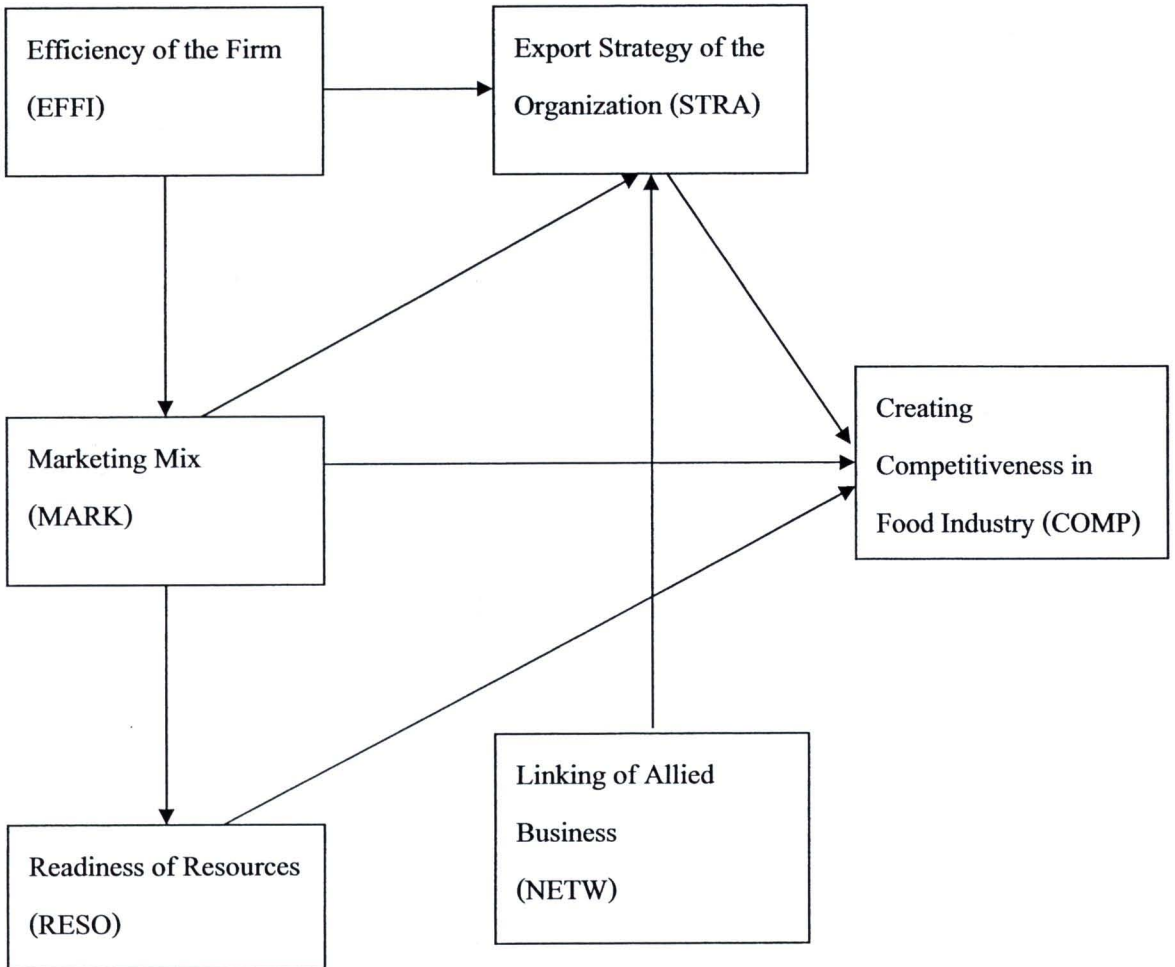 Efficiency of the Firm
(EFFI)
Export Strategy of the
Organization (STRA)
Marketing Mix
(MARK)
Creating
Competitiveness in
Food Industry (COMP)
Linking of Allied
Business
(NETW)
Readiness of Resources
(RESO)